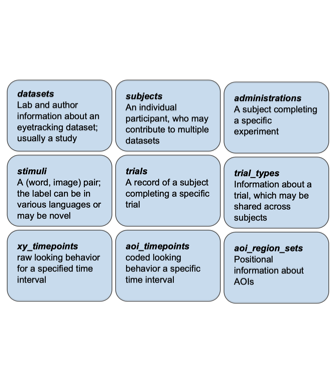 datasets
Lab and author
information about an
eyetracking dataset;
usually a study
subjects
An individual
participant, who may
contribute to multiple
datasets
administrations
A subject completing
a specific
experiment
stimuli
A (word, image) pair;
the label can be in
various languages or
may be novel
trials
A record of a subject
completing a specific
trial
trial_types
Information about a
trial, which may be
shared across
subjects
xy_timepoints
raw looking behavior
for a specified time
interval
aoi_timepoints
coded looking
behavior a specific
time interval
aoi_region_sets
Positional
information about
AOIs